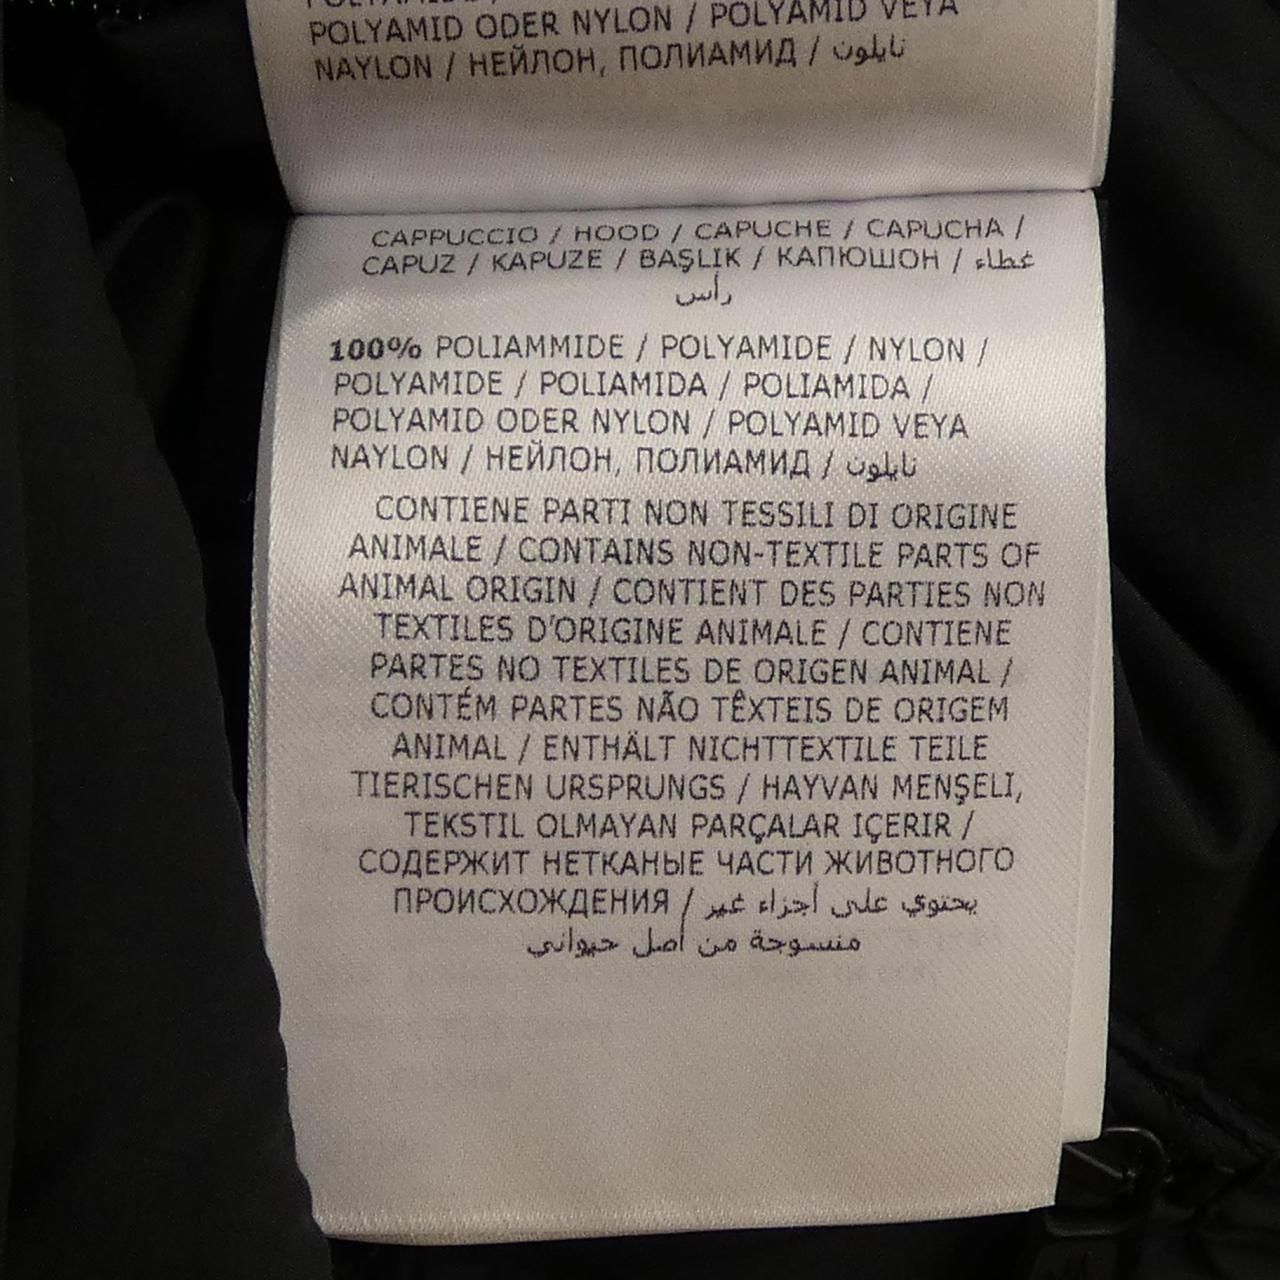 POLYAMID ODER NYLON / POLYAMID VEYA
NAYLON / НЕЙЛОН, ПОЛИАМИД / نايلون
CAPPUCCIO / HOOD / CAPUCHE / CAPUCHA /
CAPUZ / KAPUZE / BAŞLIK / КАПЮШОН / غطاء
رأس
100% POLIAMMIDE / POLYAMIDE / NYLON /
POLYAMIDE / POLIAMIDA / POLIAMIDA /
POLYAMID ODER NYLON / POLYAMID VEYA
NAYLON / НЕЙЛОН, ПОЛИАМИД / نايلون
CONTIENE PARTI NON TESSILI DI ORIGINE
ANIMALE / CONTAINS NON-TEXTILE PARTS OF
ANIMAL ORIGIN / CONTIENT DES PARTIES NON
TEXTILES D'ORIGINE ANIMALE / CONTIENE
PARTES NO TEXTILES DE ORIGEN ANIMAL /
CONTÉM PARTES NÃO TÊXTEIS DE ORIGEM
ANIMAL / ENTHÄLT NICHTTEXTILE TEILE
TIERISCHEN URSPRUNGS / HAYVAN MENŞELI,
TEKSTIL OLMAYAN PARÇALAR IÇERIR /
СОДЕРЖИТ НЕТКАНЫЕ ЧАСТИ ЖИВОТНОГО
ПРОИСХОЖДЕНИЯ / يحتوي على أجزاء غير
منسوجة من أصل حيواني